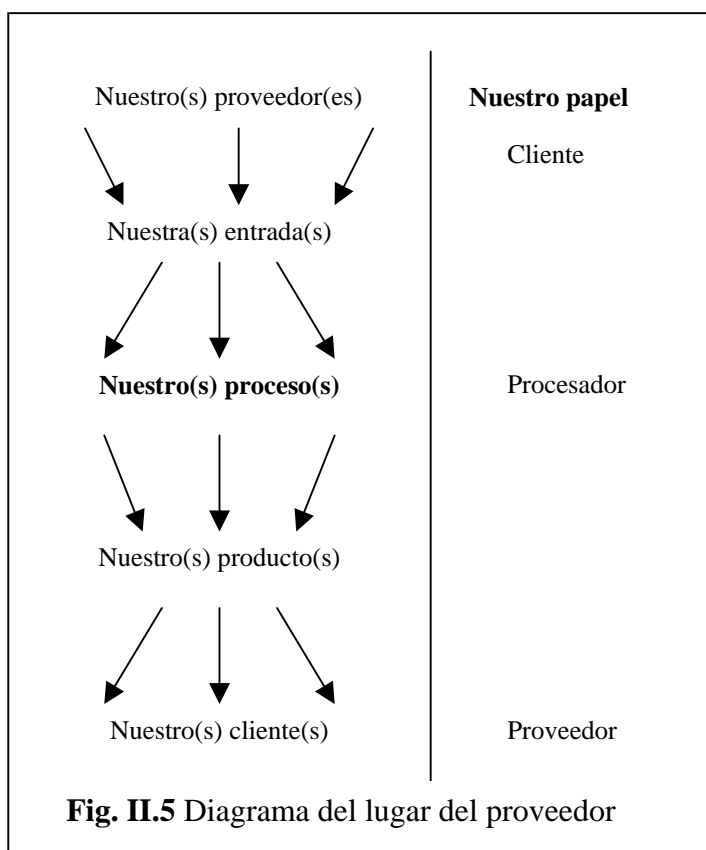 Nuestro(s) proveedor(es)
Nuestro papel
Cliente
Nuestra(s) entrada(s)
Nuestro(s) proceso(s)
Procesador
Nuestro(s) producto(s)
Nuestro(s) cliente(s)
Proveedor
Fig. II.5 Diagrama del lugar del proveedor